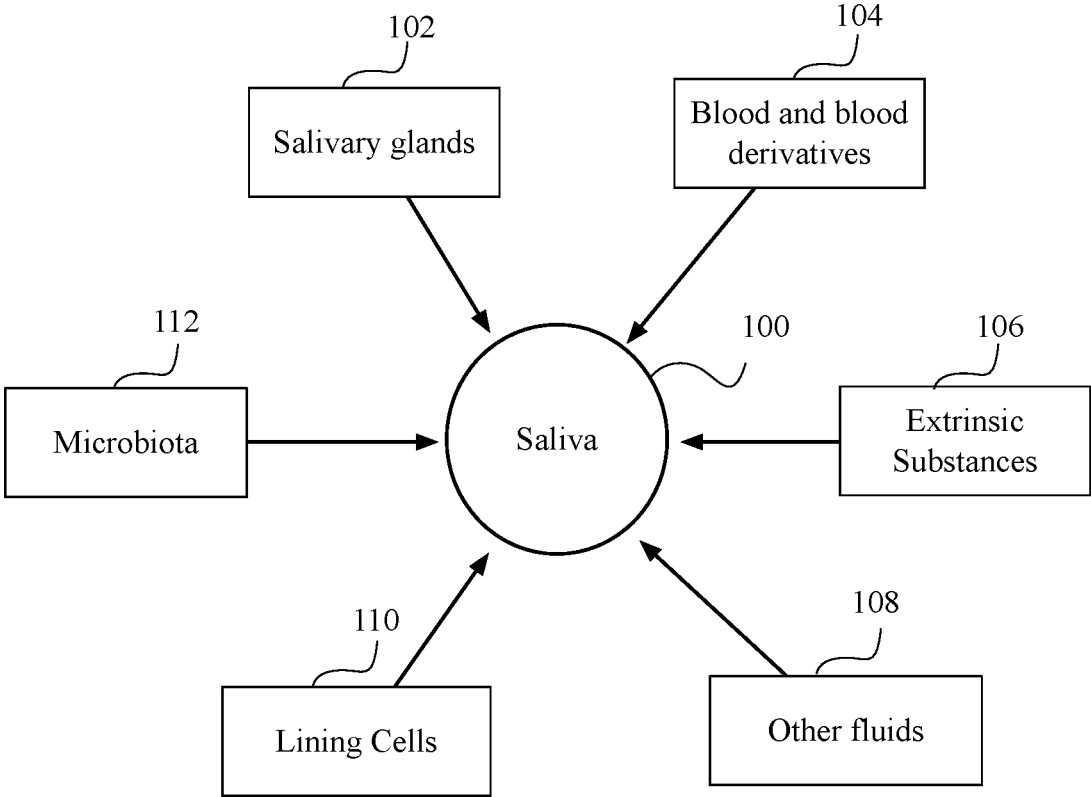 102
104
Salivary glands
Blood and blood
derivatives
112
100
106
Microbiota
Saliva
Extrinsic
Substances
110
108
Lining Cells
Other fluids